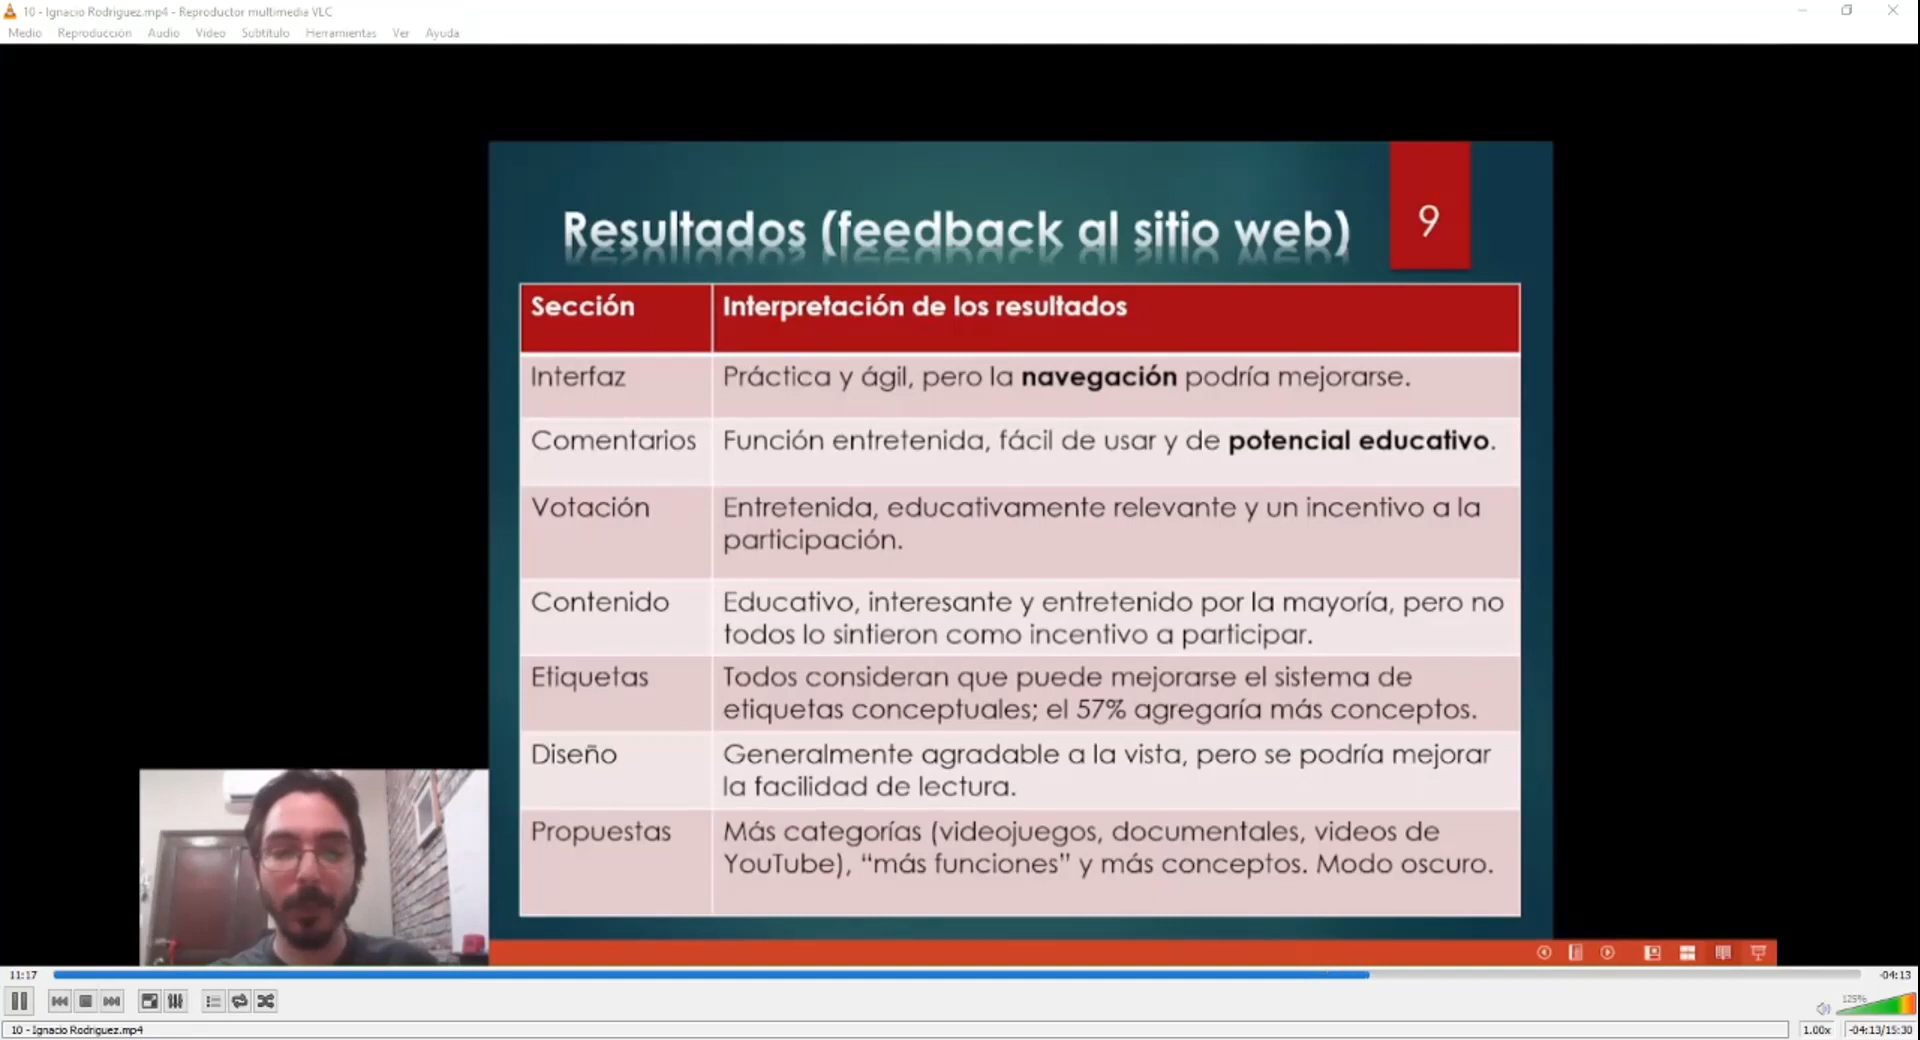 10 - Ignacio Rodriguez.mp4 - Reproductor multimedia VLC
Medio Reproducción Audio Vídeo Subtítulo Herramientas Ver Ayuda
Resultados (feedback al sitio web)
9
Sección Interpretación de los resultados
Interfaz Práctica y ágil, pero la navegación podría mejorarse.
Comentarios Función entretenida, fácil de usar y de potencial educativo.
Votación Entretenida, educativamente relevante y un incentivo a la
participación.
Contenido Educativo, interesante y entretenido por la mayoría, pero no
todos lo sintieron como incentivo a participar.
Etiquetas Todos consideran que puede mejorarse el sistema de
etiquetas conceptuales; el 57% agregaría más conceptos.
Diseño Generalmente agradable a la vista, pero se podría mejorar
la facilidad de lectura.
Propuestas Más categorías (videojuegos, documentales, videos de
YouTube), “más funciones” y más conceptos. Modo oscuro.
11:17 -04:13
125%
10 - Ignacio Rodriguez.mp4 1.00x -04:13/15:30